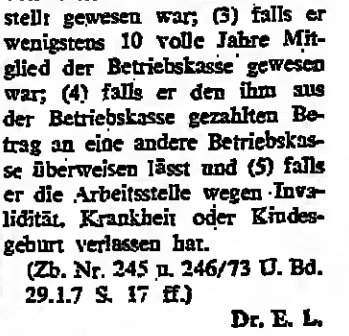 stellt gewesen war; (3) falls er
wenigstens 10 volle Jahre Mit-
glied der Betriebskasse gewesen
war; (4) falls er den ihm aus
der Betriebskasse gezahlten Be-
trag an eine andere Betriebskas-
se überweisen lässt und (5) falls
er die Arbeitsstelle wegen Inva-
lidität, Krankheit oder Kindes-
geburt verlassen hat.
(Zb. Nr. 245 u. 246/73 Ü. Bd.
29.1.7 S. 17 ff.)
Dr. E. L.